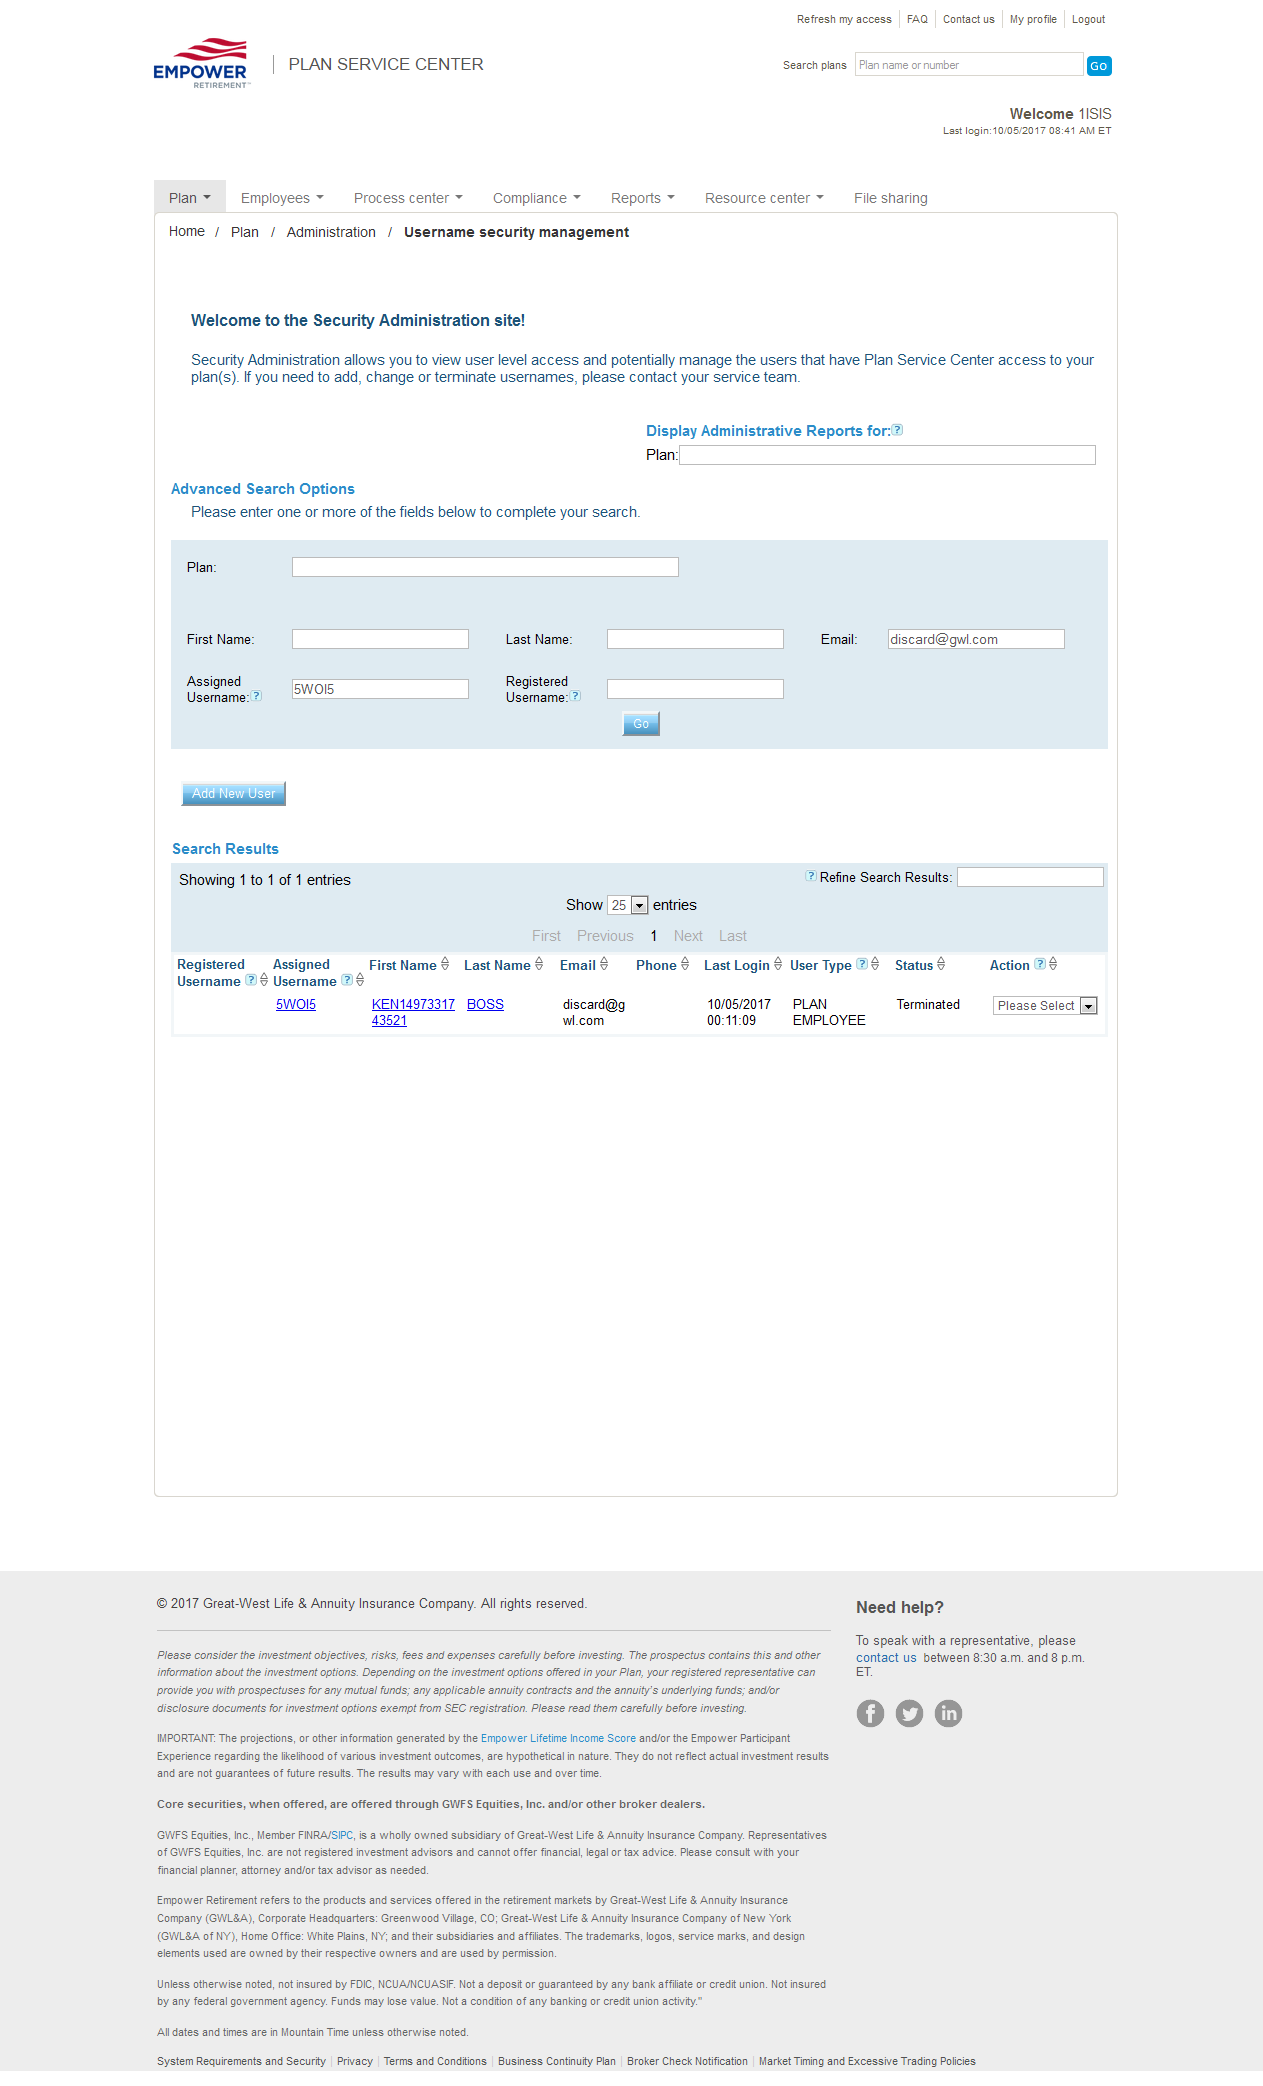 Refresh my access FAQ Contact us My profile Logout
EMPOWER
RETIREMENT
PLAN SERVICE CENTER
Search plans Plan name or number Go
Welcome 1ISIS
Last login:10/05/2017 08:41 AM ET
Plan Employees Process center Compliance Reports Resource center File sharing
Home / Plan / Administration / Username security management
Welcome to the Security Administration site!
Security Administration allows you to view user level access and potentially manage the users that have Plan Service Center access to your
plan(s). If you need to add, change or terminate usernames, please contact your service team.
Display Administrative Reports for:?
Plan:
Advanced Search Options
Please enter one or more of the fields below to complete your search.
Plan:
First Name: Last Name: Email: discard@gwl.com
Assigned
Username:? 5WOI5
Registered
Username:?
Go
Add New User
Search Results
Showing 1 to 1 of 1 entries
? Refine Search Results:
Show 25 entries
First Previous 1 Next Last
Registered
Username ?
Assigned
Username ?
First Name Last Name Email Phone Last Login User Type ? Status Action ?
5WOI5
KEN14973317
43521
BOSS
discard@g
wl.com
10/05/2017
00:11:09
PLAN
EMPLOYEE
Terminated
Please Select
© 2017 Great-West Life & Annuity Insurance Company. All rights reserved.
Please consider the investment objectives, risks, fees and expenses carefully before investing. The prospectus contains this and other
information about the investment options. Depending on the investment options offered in your Plan, your registered representative can
provide you with prospectuses for any mutual funds; any applicable annuity contracts and the annuity's underlying funds; and/or
disclosure documents for investment options exempt from SEC registration. Please read them carefully before investing.
IMPORTANT: The projections, or other information generated by the Empower Lifetime Income Score and/or the Empower Participant
Experience regarding the likelihood of various investment outcomes, are hypothetical in nature. They do not reflect actual investment results
and are not guarantees of future results. The results may vary with each use and over time.
Core securities, when offered, are offered through GWFS Equities, Inc. and/or other broker dealers.
GWFS Equities, Inc., Member FINRA/SIPC, is a wholly owned subsidiary of Great-West Life & Annuity Insurance Company. Representatives
of GWFS Equities, Inc. are not registered investment advisors and cannot offer financial, legal or tax advice. Please consult with your
financial planner, attorney and/or tax advisor as needed.
Empower Retirement refers to the products and services offered in the retirement markets by Great-West Life & Annuity Insurance
Company (GWL&A), Corporate Headquarters: Greenwood Village, CO; Great-West Life & Annuity Insurance Company of New York
(GWL&A of NY), Home Office: White Plains, NY; and their subsidiaries and affiliates. The trademarks, logos, service marks, and design
elements used are owned by their respective owners and are used by permission.
Unless otherwise noted, not insured by FDIC, NCUA/NCUASIF. Not a deposit or guaranteed by any bank affiliate or credit union. Not insured
by any federal government agency. Funds may lose value. Not a condition of any banking or credit union activity."
All dates and times are in Mountain Time unless otherwise noted.
System Requirements and Security Privacy Terms and Conditions Business Continuity Plan Broker Check Notification Market Timing and Excessive Trading Policies
Need help?
To speak with a representative, please
contact us between 8:30 a.m. and 8 p.m.
ET.